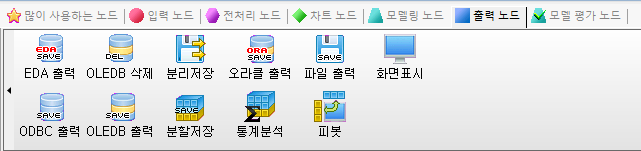 많이 사용하는 노드 입력 노드 전처리 노드 차트 노드 모델링 노드 출력 노드 모델 평가 노드
EDA SAVE DEL SAVE ORA SAVE SAVE
EDA 출력 OLEDB 삭제 분리저장 오라클 출력 파일 출력 화면표시
SAVE SAVE SAVE Σ
ODBC 출력 OLEDB 출력 분할저장 통계분석 피봇